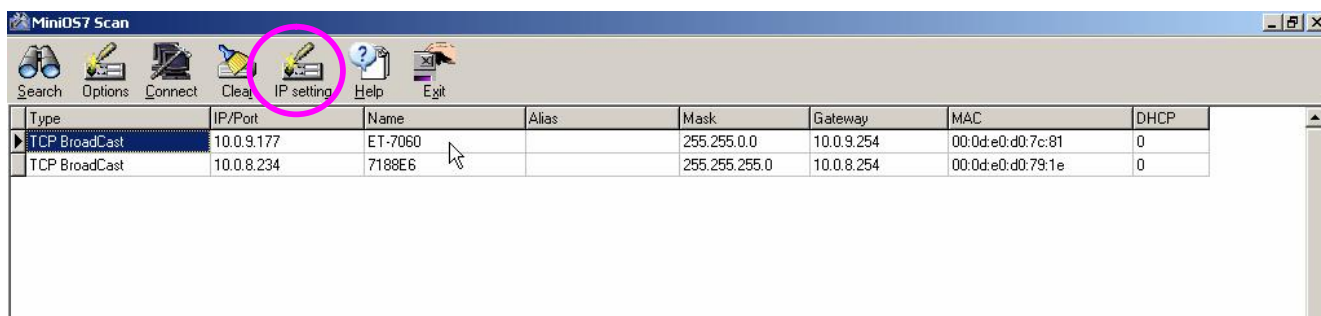 MiniOS7 Scan
Search Options Connect Clear IP setting Help Exit
Type IP/Port Name Alias Mask Gateway MAC DHCP
TCP BroadCast 10.0.9.177 ET-7060 255.255.0.0 10.0.9.254 00:0d:e0:d0:7c:81 0
TCP BroadCast 10.0.8.234 7188E6 255.255.255.0 10.0.8.254 00:0d:e0:d0:79:1e 0